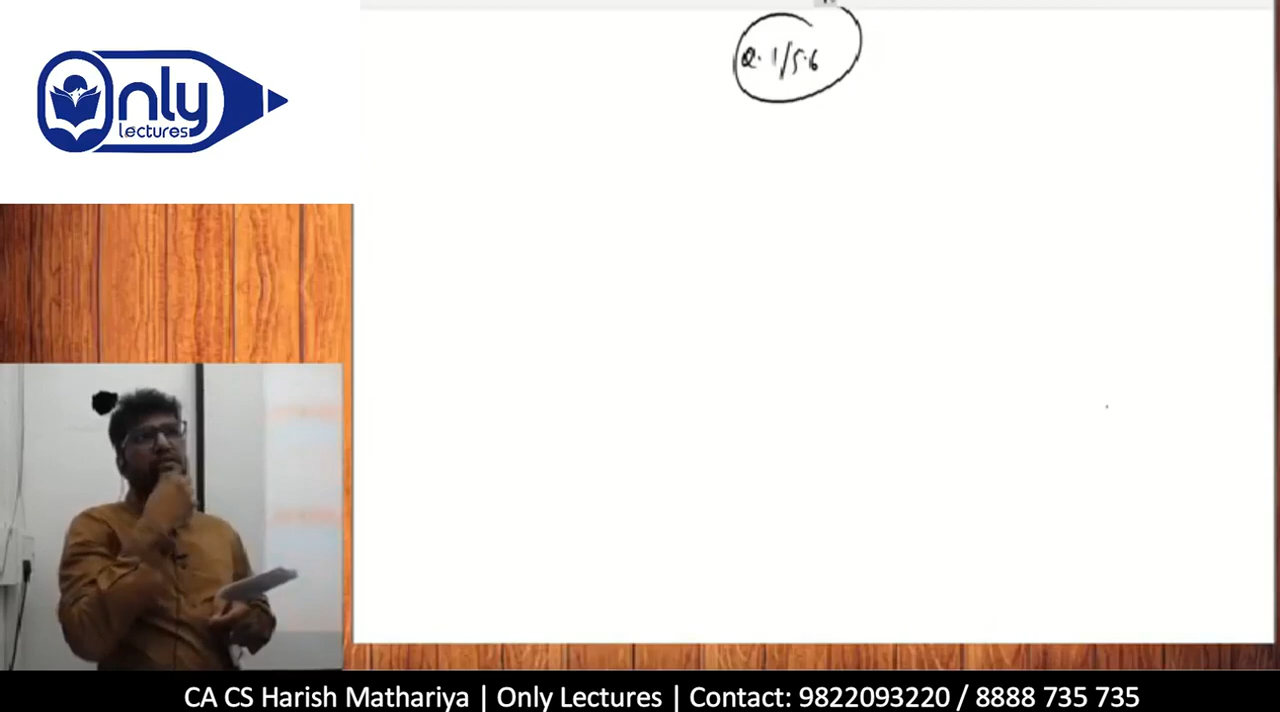 Q.1/5.6
Only
lectures
CA CS Harish Mathariya | Only Lectures | Contact: 9822093220 / 8888 735 735